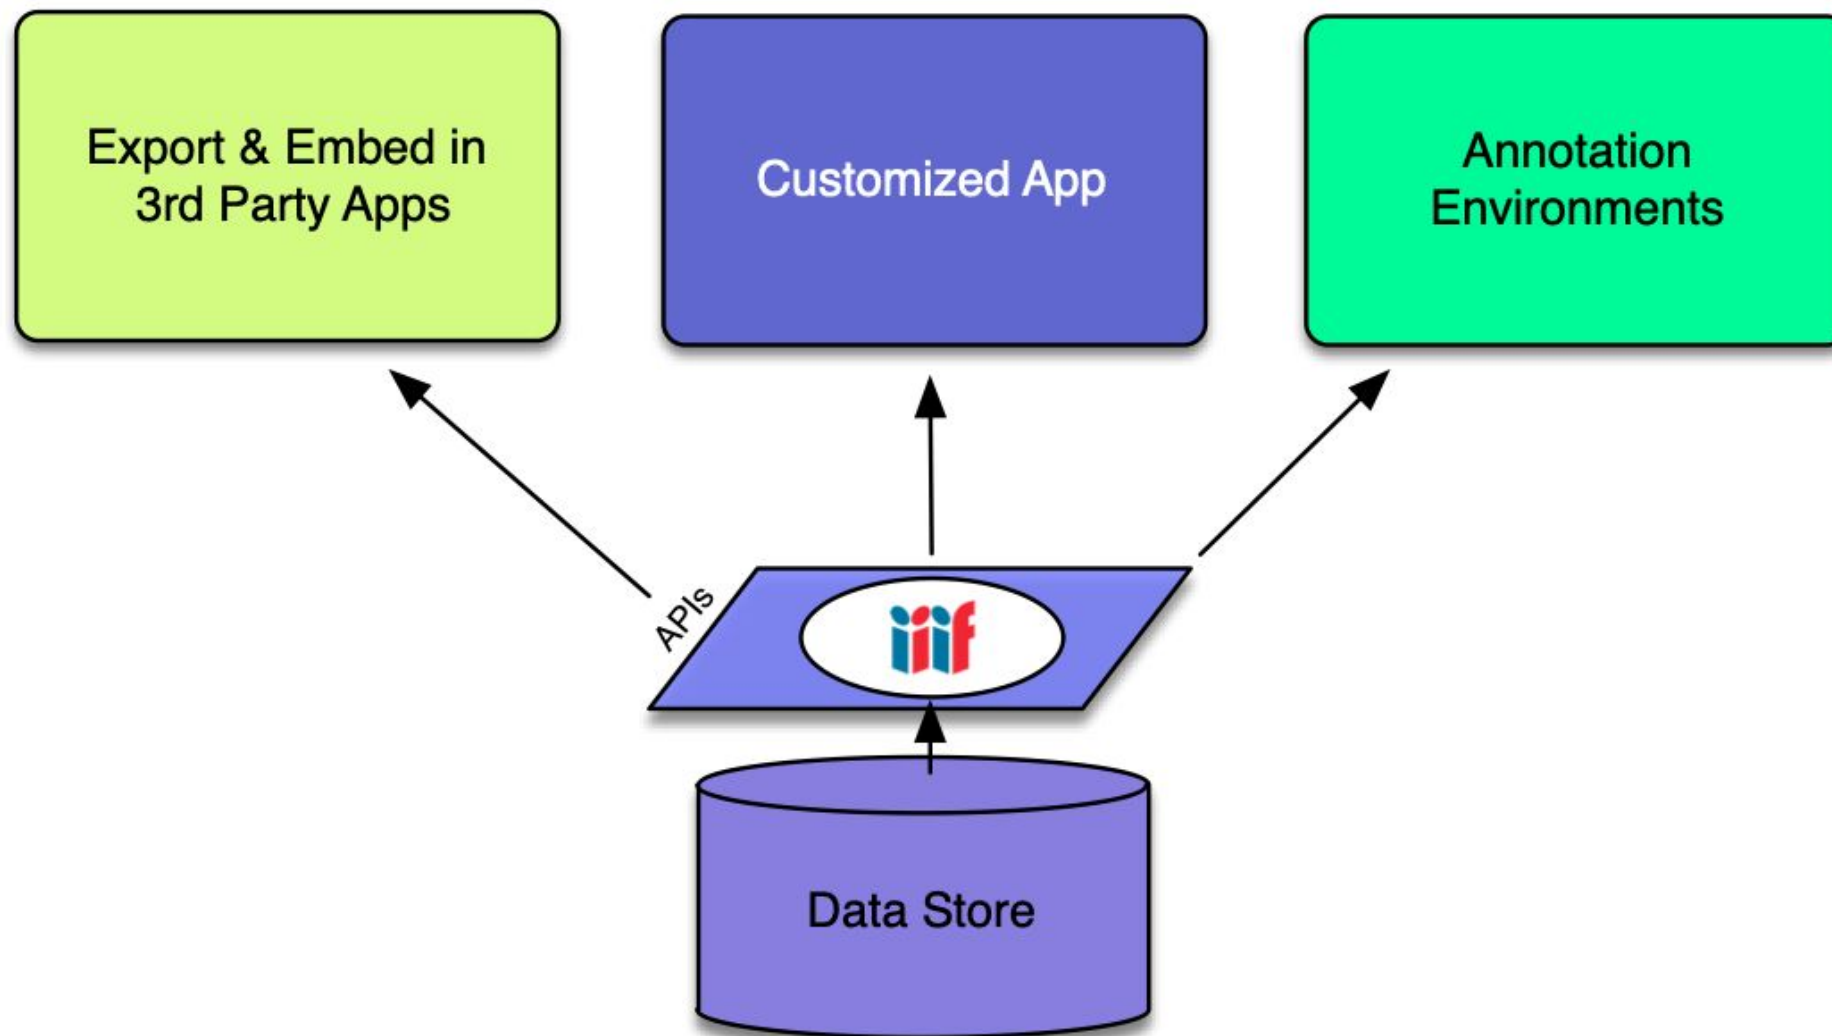 Export & Embed in
3rd Party Apps
Customized App
Annotation
Environments
APIs
iiif
Data Store